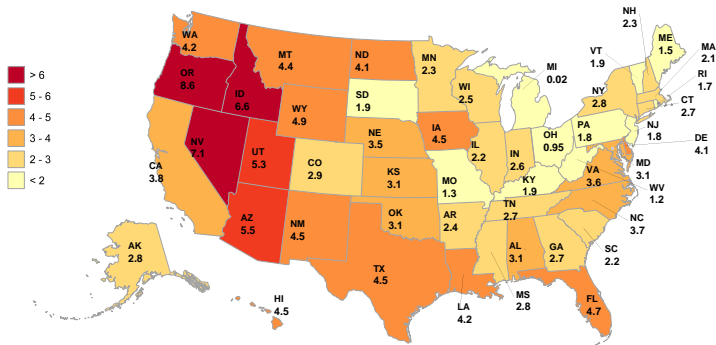 > 6
5 - 6
4 - 5
3 - 4
2 - 3
< 2
WA
4.2
OR
8.6
CA
3.8
NV
7.1
ID
6.6
MT
4.4
WY
4.9
UT
5.3
AZ
5.5
CO
2.9
NM
4.5
ND
4.1
SD
1.9
NE
3.5
KS
3.1
OK
3.1
TX
4.5
MN
2.3
IA
4.5
MO
1.3
AR
2.4
LA
4.2
WI
2.5
IL
2.2
MI
0.02
IN
2.6
OH
0.95
KY
1.9
TN
2.7
MS
2.8
AL
3.1
GA
2.7
FL
4.7
SC
2.2
NC
3.7
VA
3.6
WV
1.2
MD
3.1
DE
4.1
PA
1.8
NJ
1.8
NY
2.8
CT
2.7
RI
1.7
MA
2.1
VT
1.9
NH
2.3
ME
1.5
AK
2.8
HI
4.5